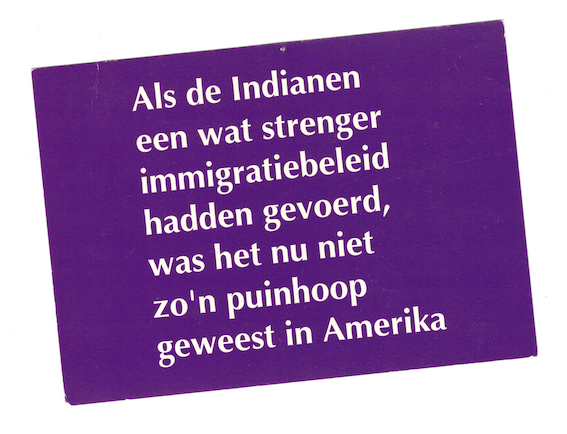 Als de Indianen
een wat strenger
immigratiebeleid
hadden gevoerd,
was het nu niet
zo'n puinhoop
geweest in Amerika